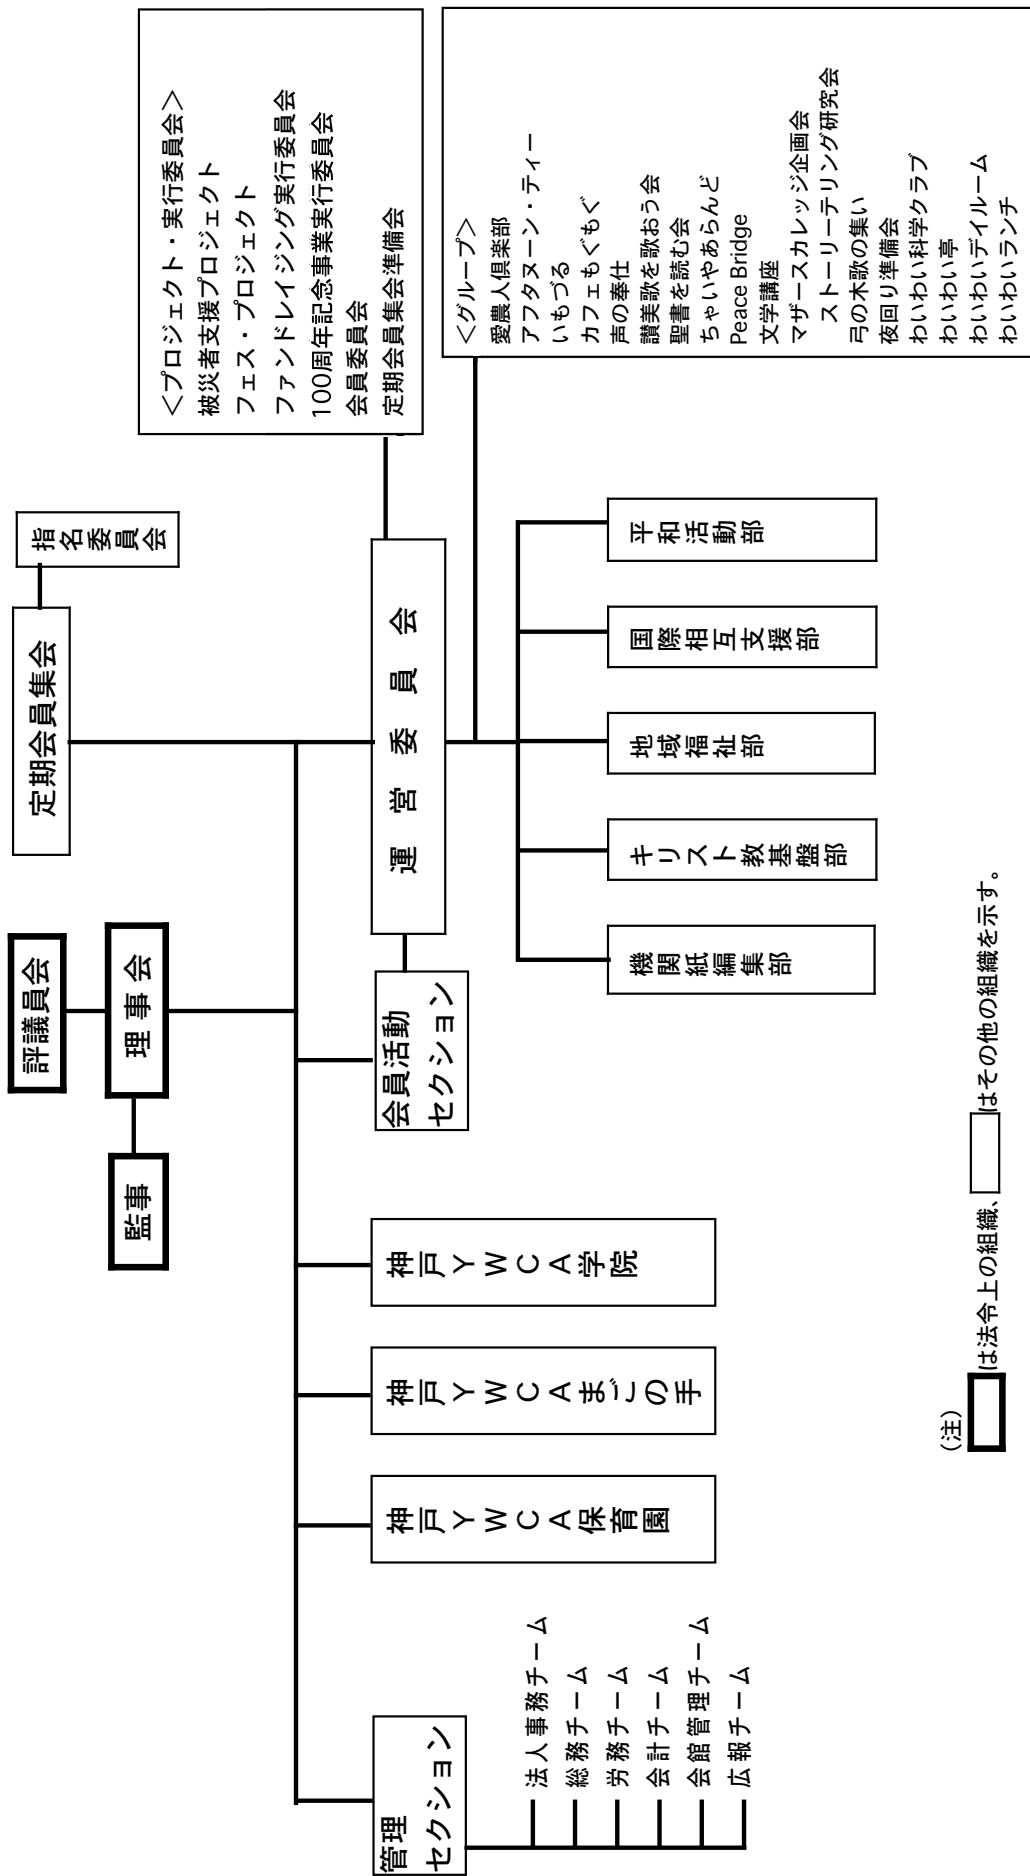 評議員会
理事会
監事
定期会員集会
指名委員会
管理
セクション
法人事務チーム
総務チーム
労務チーム
会計チーム
会館管理チーム
広報チーム
神戸YWCA保育園
神戸YWCAまごの手
神戸YWCA学院
会員活動
セクション
運営委員会
＜プロジェクト・実行委員会＞
被災者支援プロジェクト
フェス・プロジェクト
ファンドレイジング実行委員会
100周年記念事業実行委員会
会員委員会
定期会員集会準備会
＜グループ＞
愛農人倶楽部
アフタヌーン・ティー
いもづる
カフェもぐもぐ
声の奉仕
讃美歌を歌おう会
聖書を読む会
ちゃいやあらんど
Peace Bridge
文学講座
マザースカレッジ企画会
ストーリーテリング研究会
弓の木歌の集い
夜回り準備会
わいわい科学クラブ
わいわい亭
わいわいデイルーム
わいわいランチ
機関紙編集部
キリスト教基盤部
地域福祉部
国際相互支援部
平和活動部
(注)
は法令上の組織、はその他の組織を示す。